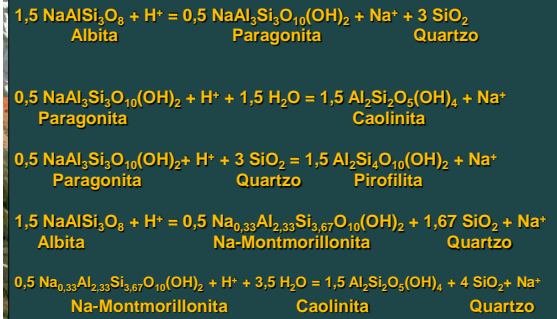 1,5 NaAlSi₃O₈ + H⁺ = 0,5 NaAl₃Si₃O₁₀(OH)₂ + Na⁺ + 3 SiO₂
Albita Paragonita Quartzo
0,5 NaAl₃Si₃O₁₀(OH)₂ + H⁺ + 1,5 H₂O = 1,5 Al₂Si₂O₅(OH)₄ + Na⁺
Paragonita Caolinita
0,5 NaAl₃Si₃O₁₀(OH)₂+ H⁺ + 3 SiO₂ = 1,5 Al₂Si₄O₁₀(OH)₂ + Na⁺
Paragonita Quartzo Pirofilita
1,5 NaAlSi₃O₈ + H⁺ = 0,5 Na₀,₃₃Al₂,₃₃Si₃,₆₇O₁₀(OH)₂ + 1,67 SiO₂ + Na⁺
Albita Na-Montmorillonita Quartzo
0,5 Na₀,₃₃Al₂,₃₃Si₃,₆₇O₁₀(OH)₂ + H⁺ + 3,5 H₂O = 1,5 Al₂Si₂O₅(OH)₄ + 4 SiO₂+ Na⁺
Na-Montmorillonita Caolinita Quartzo